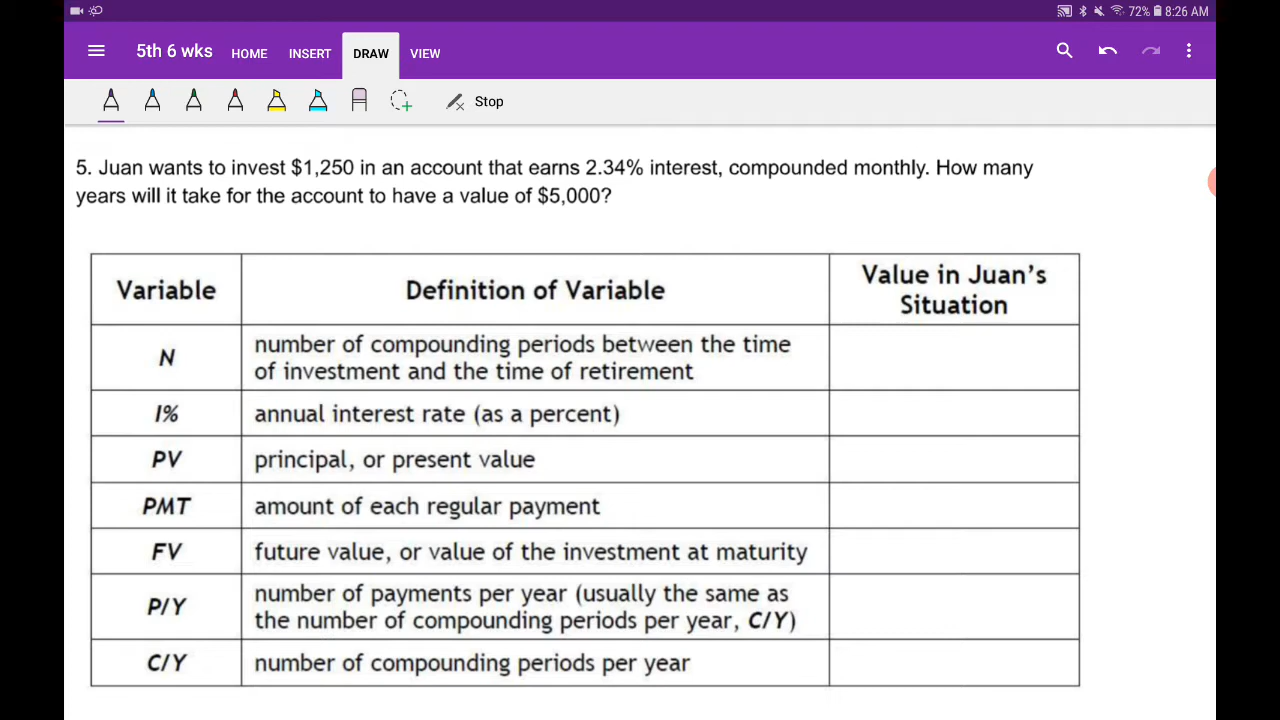 72% 8:26 AM
5th 6 wks HOME INSERT DRAW VIEW
Stop
5. Juan wants to invest $1,250 in an account that earns 2.34% interest, compounded monthly. How many
years will it take for the account to have a value of $5,000?
Variable Definition of Variable Value in Juan's
Situation
N number of compounding periods between the time
of investment and the time of retirement
I% annual interest rate (as a percent)
PV principal, or present value
PMT amount of each regular payment
FV future value, or value of the investment at maturity
P/Y number of payments per year (usually the same as
the number of compounding periods per year, C/Y)
C/Y number of compounding periods per year